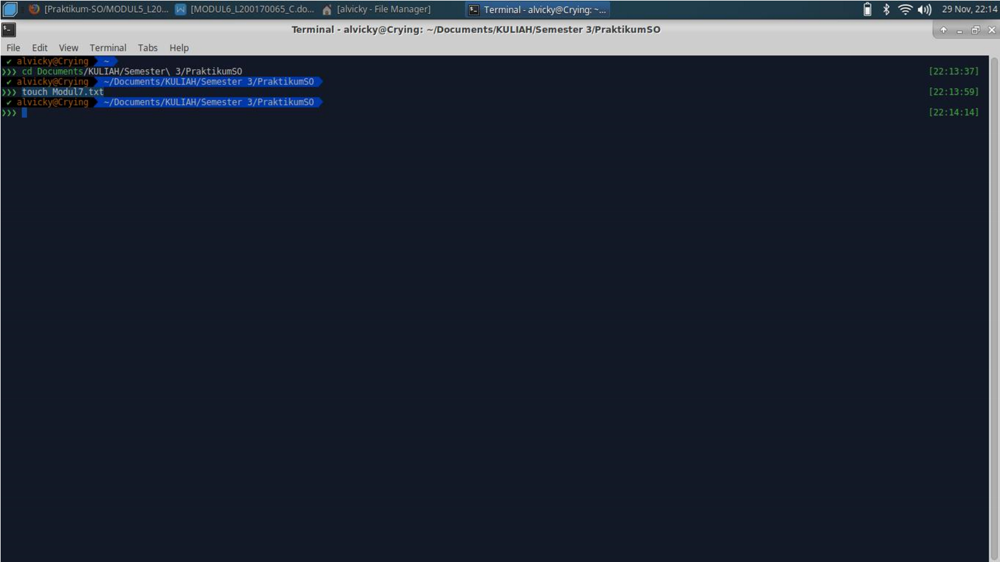 [Praktikum-SO/MODUL5_L20... [MODUL6_L200170065_C.do... [alvicky - File Manager] Terminal - alvicky@Crying: ~... 29 Nov, 22:14
Terminal - alvicky@Crying: ~/Documents/KULIAH/Semester 3/PraktikumSO
File Edit View Terminal Tabs Help
✔ alvicky@Crying ~
❯❯❯ cd Documents/KULIAH/Semester\ 3/PraktikumSO [22:13:37]
✔ alvicky@Crying ~/Documents/KULIAH/Semester 3/PraktikumSO
❯❯❯ touch Modul7.txt [22:13:59]
✔ alvicky@Crying ~/Documents/KULIAH/Semester 3/PraktikumSO
❯❯❯ [22:14:14]